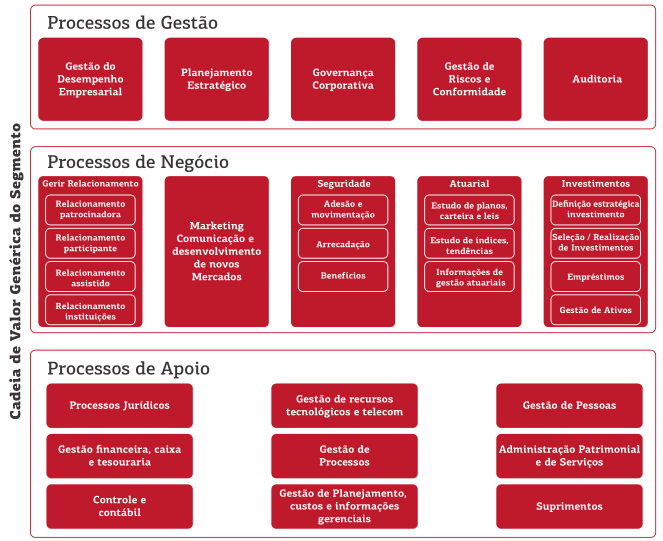 Cadeia de Valor Genérica do Segmento
Processos de Gestão
Gestão do
Desempenho
Empresarial
Planejamento
Estratégico
Governança
Corporativa
Gestão de
Riscos e
Conformidade
Auditoria
Processos de Negócio
Gerir Relacionamento
Relacionamento
patrocinadora
Relacionamento
participante
Relacionamento
assistido
Relacionamento
instituições
Marketing
Comunicação e
desenvolvimento
de novos
Mercados
Seguridade
Adesão e
movimentação
Arrecadação
Benefícios
Atuarial
Estudo de planos,
carteira e leis
Estudo de índices,
tendências
Informações de
gestão atuariais
Investimentos
Definição estratégica
investimento
Seleção / Realização
de Investimentos
Empréstimos
Gestão de Ativos
Processos de Apoio
Processos Jurídicos
Gestão de recursos
tecnológicos e telecom
Gestão de Pessoas
Gestão financeira, caixa
e tesouraria
Gestão de
Processos
Administração Patrimonial
e de Serviços
Controle e
contábil
Gestão de Planejamento,
custos e informações
gerenciais
Suprimentos